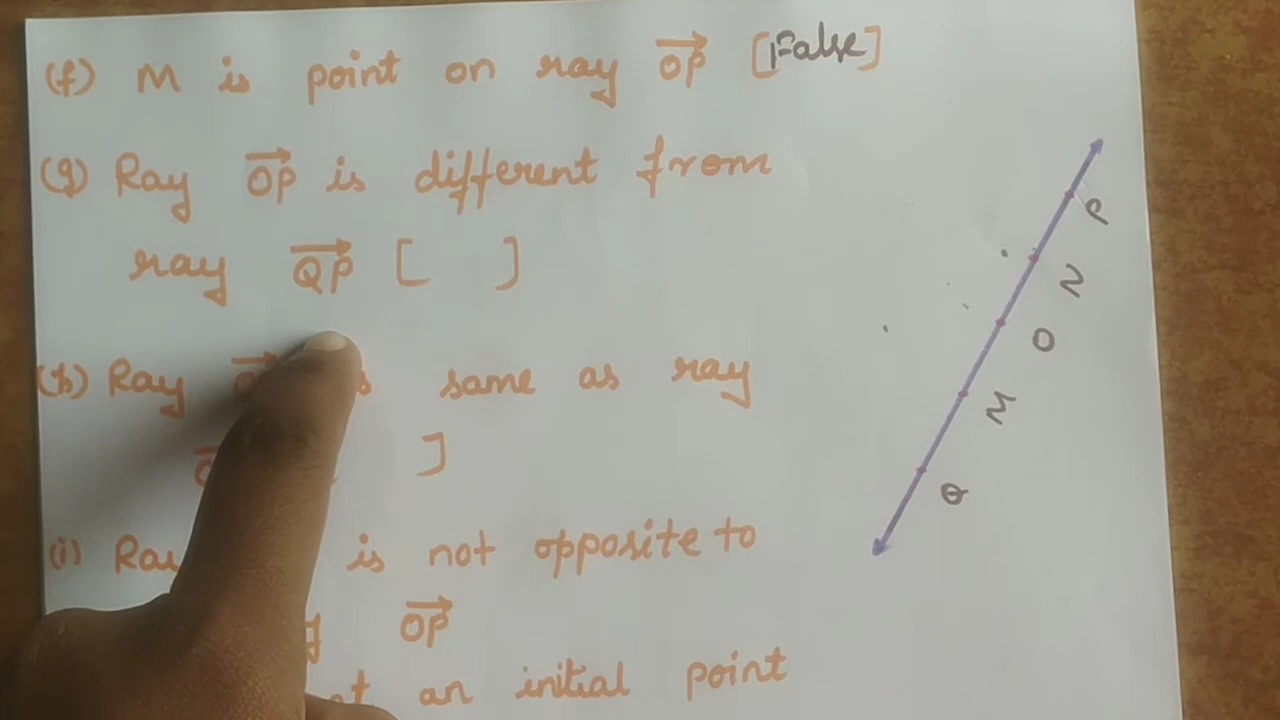 (f) M is point on ray OP [False]
(g) Ray OP is different from
ray QP [ ]
(h) Ray is same as ray
]
(i) is not opposite to
OP
an initial point
P
N
O
M
Q